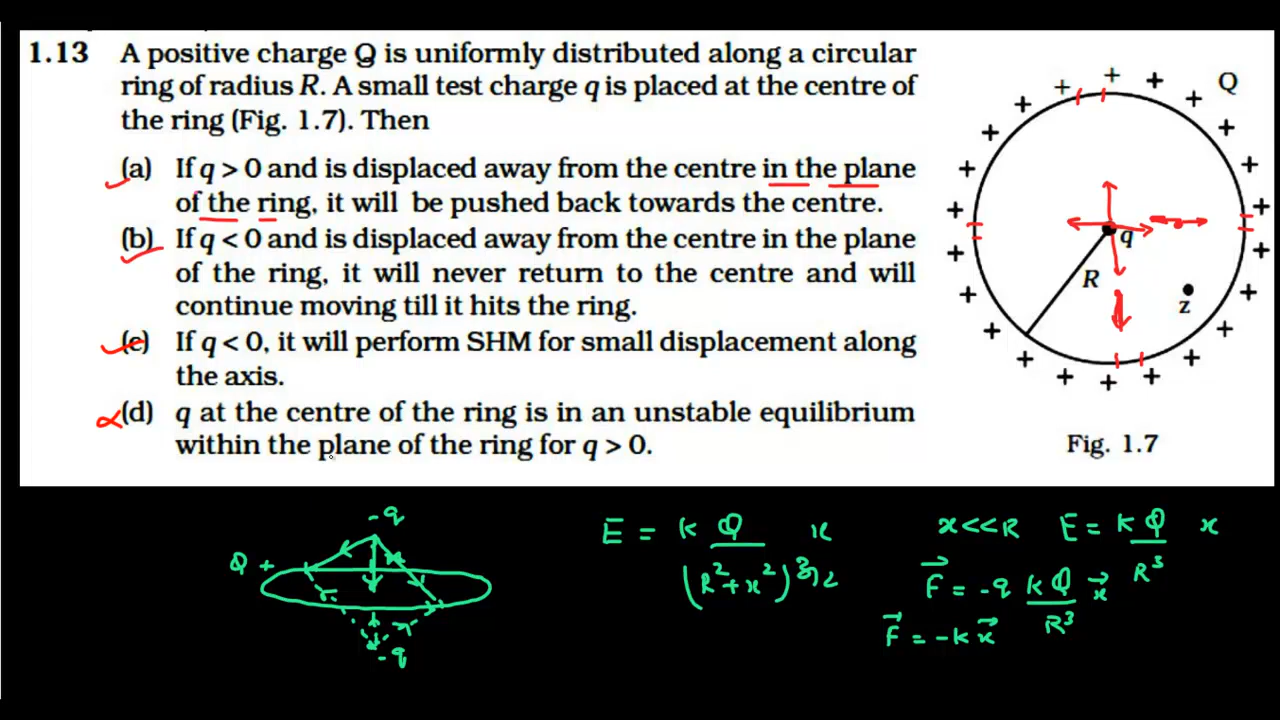 1.13 A positive charge Q is uniformly distributed along a circular
ring of radius R. A small test charge q is placed at the centre of
the ring (Fig. 1.7). Then
(a) If q > 0 and is displaced away from the centre in the plane
of the ring, it will be pushed back towards the centre.
(b) If q < 0 and is displaced away from the centre in the plane
of the ring, it will never return to the centre and will
continue moving till it hits the ring.
(c) If q < 0, it will perform SHM for small displacement along
the axis.
(d) q at the centre of the ring is in an unstable equilibrium
within the plane of the ring for q > 0.
Q
q
R
z
Fig. 1.7
-q
Q +
x
r
r
-q
E = k Q x
(R²+x²)^3/2
x<<R E = k Q x
R³
F⃗ = -q k Q x⃗
R³
F⃗ = -k x⃗